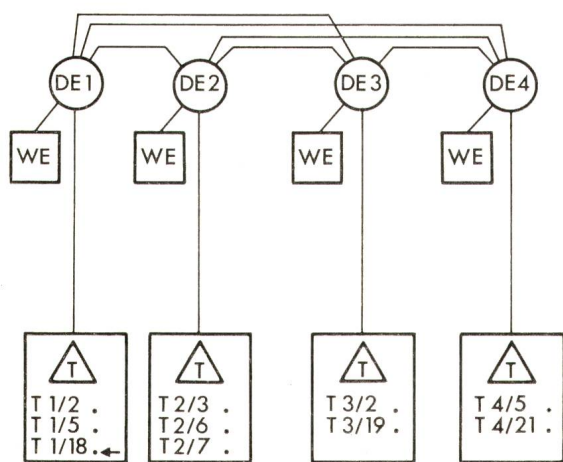 DE1 DE2 DE3 DE4
WE WE WE WE
T T T T
T 1/2 . T 2/3 . T 3/2 . T 4/5 .
T 1/5 . T 2/6 . T 3/19 . T 4/21 .
T 1/18 .← T 2/7 .